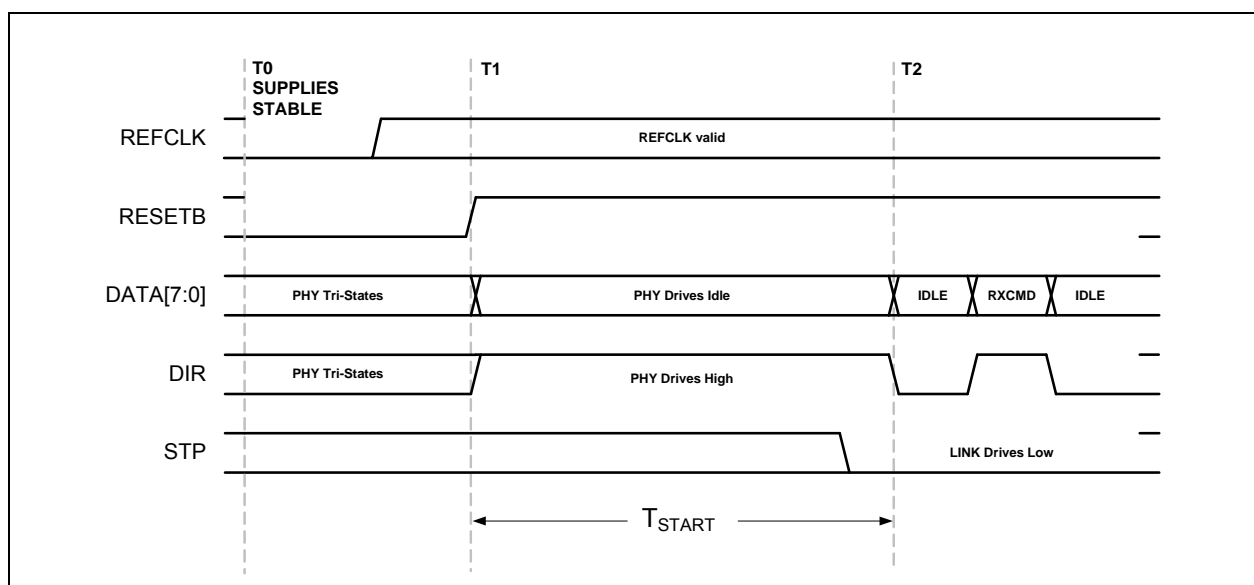 T0
SUPPLIES
STABLE
T1
T2
REFCLK
REFCLK valid
RESETB
DATA[7:0]
PHY Tri-States
PHY Drives Idle
IDLE
RXCMD
IDLE
DIR
PHY Tri-States
PHY Drives High
STP
LINK Drives Low
TSTART